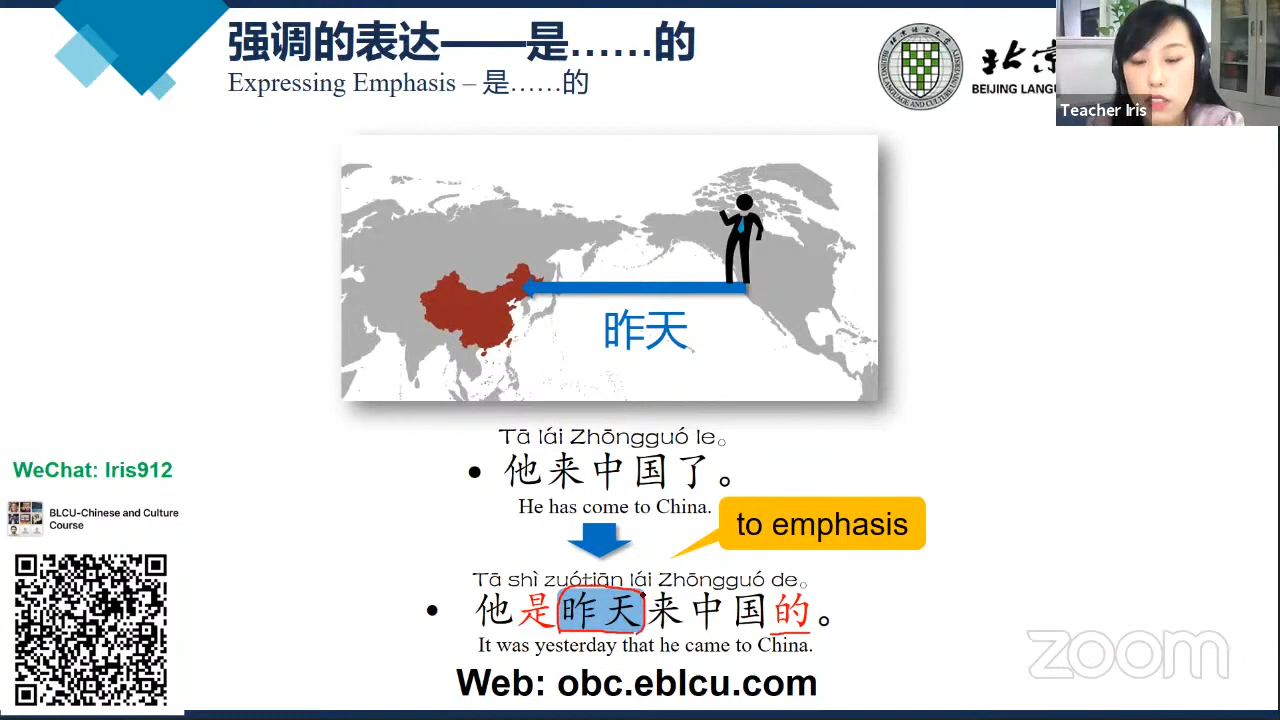 强调的表达——是……的
Expressing Emphasis – 是……的
BEIJING LANGU
Teacher Iris
昨天
Tā lái Zhōngguó le。
• 他来中国了。
He has come to China.
to emphasis
Tā shì zuótiān lái Zhōngguó de。
• 他是昨天来中国的。
It was yesterday that he came to China.
WeChat: Iris912
BLCU-Chinese and Culture
Course
Web: obc.eblcu.com
zoom